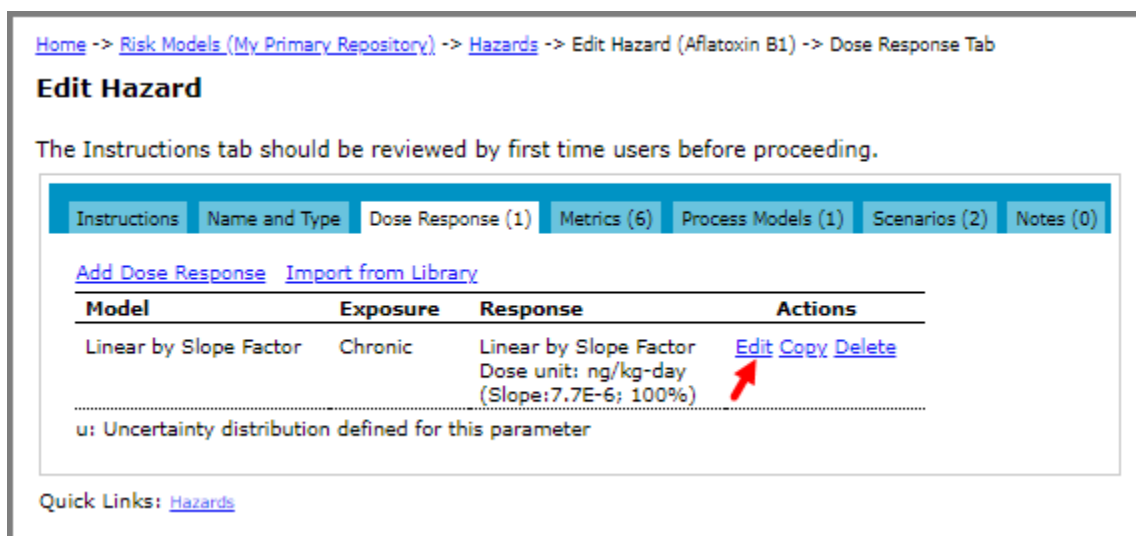 Home -> Risk Models (My Primary Repository) -> Hazards -> Edit Hazard (Aflatoxin B1) -> Dose Response Tab
Edit Hazard
The Instructions tab should be reviewed by first time users before proceeding.
Instructions Name and Type Dose Response (1) Metrics (6) Process Models (1) Scenarios (2) Notes (0)
Add Dose Response Import from Library
Model Exposure Response Actions
Linear by Slope Factor Chronic Linear by Slope Factor Edit Copy Delete
Dose unit: ng/kg-day
(Slope:7.7E-6; 100%)
u: Uncertainty distribution defined for this parameter
Quick Links: Hazards